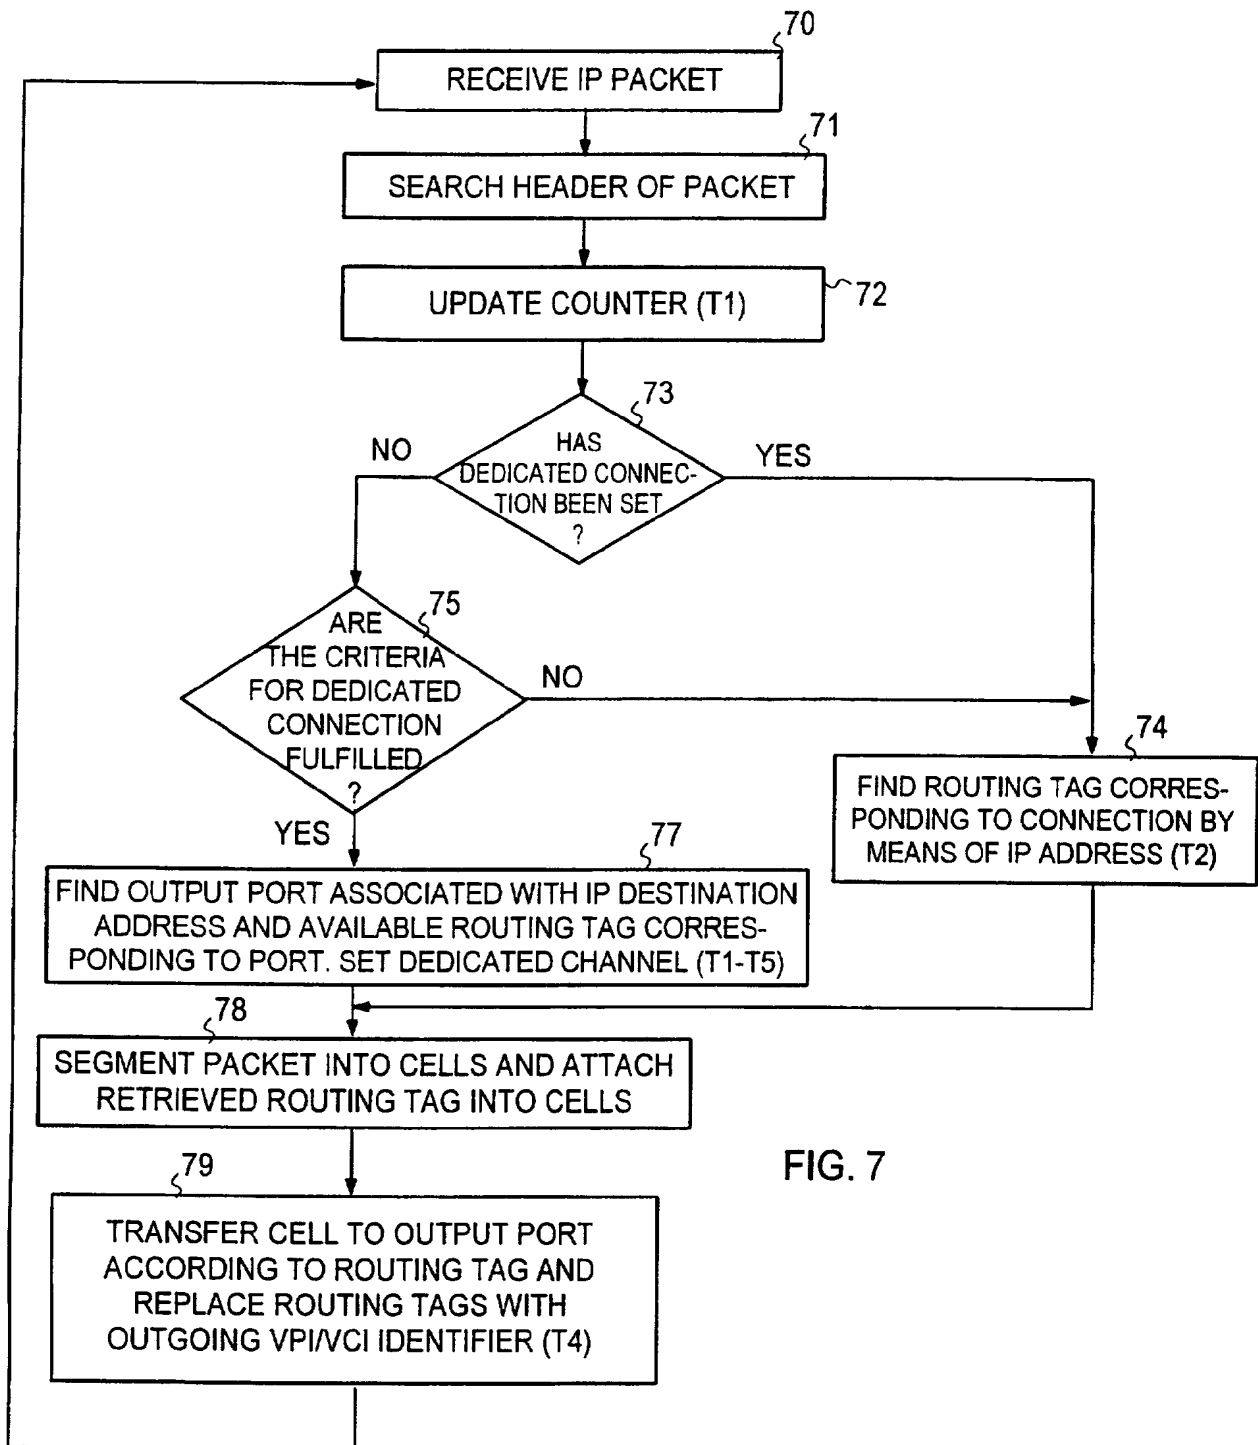 70
RECEIVE IP PACKET
71
SEARCH HEADER OF PACKET
UPDATE COUNTER (T1)
72
73
HAS
DEDICATED CONNEC-
TION BEEN SET
?
NO
YES
75
ARE
THE CRITERIA
FOR DEDICATED
CONNECTION
FULFILLED
?
NO
YES
74
FIND ROUTING TAG CORRES-
PONDING TO CONNECTION BY
MEANS OF IP ADDRESS (T2)
77
FIND OUTPUT PORT ASSOCIATED WITH IP DESTINATION
ADDRESS AND AVAILABLE ROUTING TAG CORRES-
PONDING TO PORT. SET DEDICATED CHANNEL (T1-T5)
78
SEGMENT PACKET INTO CELLS AND ATTACH
RETRIEVED ROUTING TAG INTO CELLS
79
TRANSFER CELL TO OUTPUT PORT
ACCORDING TO ROUTING TAG AND
REPLACE ROUTING TAGS WITH
OUTGOING VPI/VCI IDENTIFIER (T4)
FIG. 7